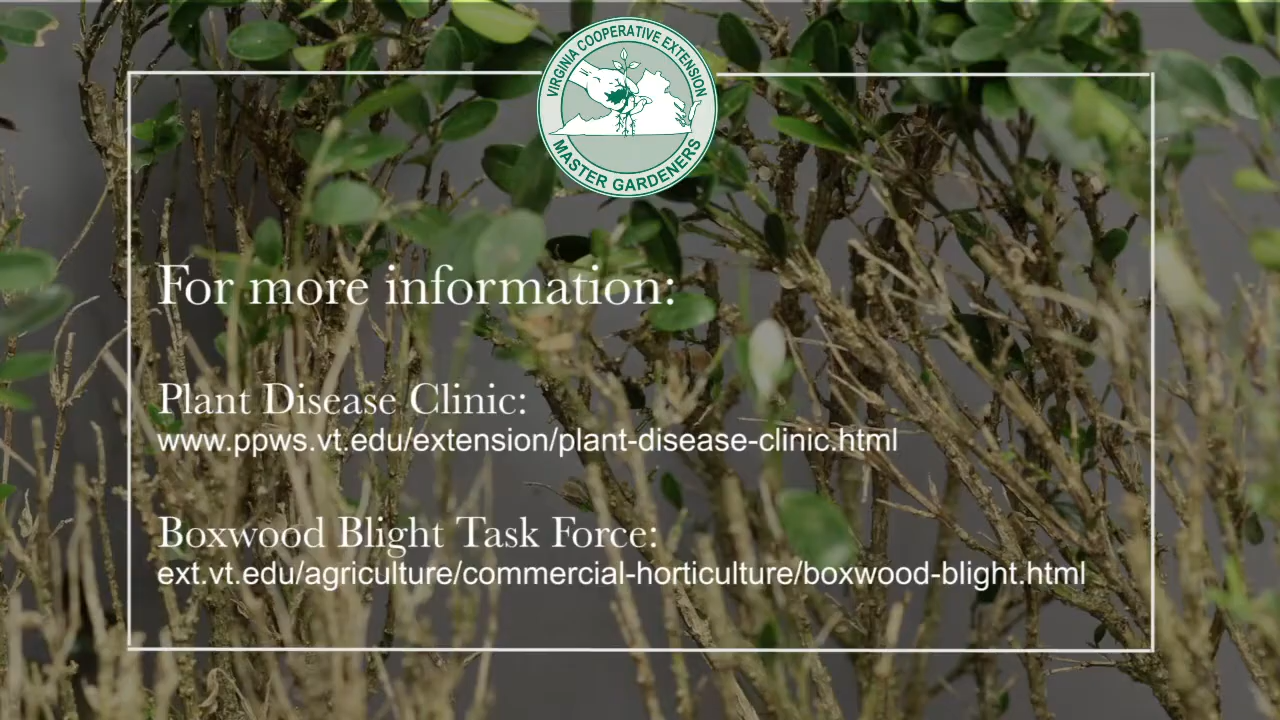 VIRGINIA COOPERATIVE EXTENSION
MASTER GARDENERS
For more information:
Plant Disease Clinic:
www.ppws.vt.edu/extension/plant-disease-clinic.html
Boxwood Blight Task Force:
ext.vt.edu/agriculture/commercial-horticulture/boxwood-blight.html